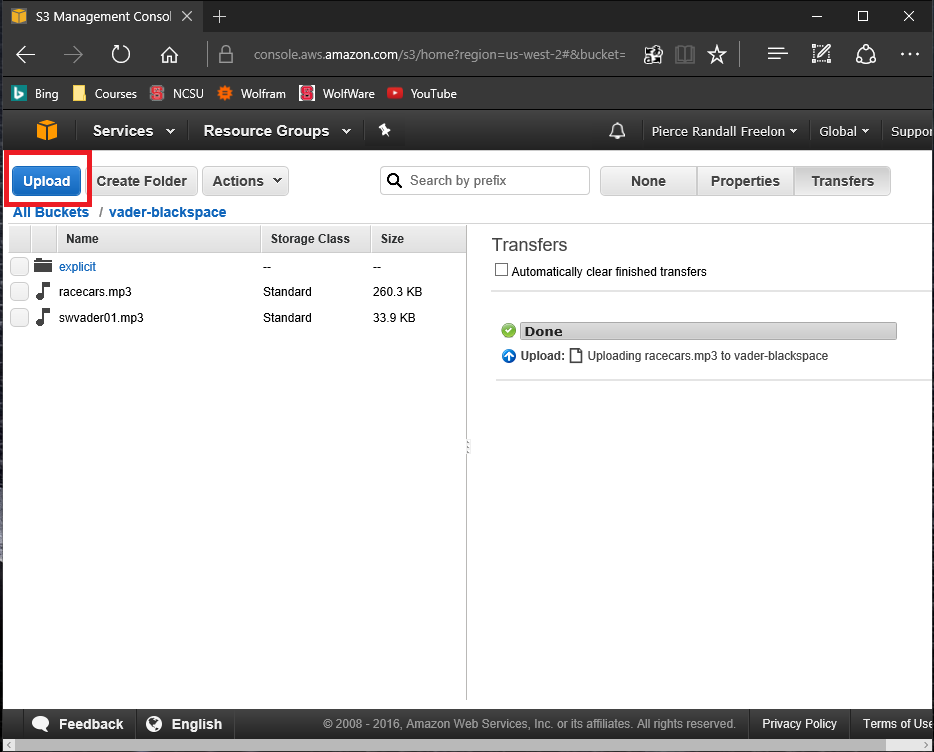 S3 Management Consol
console.aws.amazon.com/s3/home?region=us-west-2#&bucket=
Bing Courses NCSU Wolfram WolfWare YouTube
Services Resource Groups Pierce Randall Freelon Global Suppor
Upload Create Folder Actions Search by prefix None Properties Transfers
All Buckets / vader-blackspace
Name Storage Class Size
explicit -- --
racecars.mp3 Standard 260.3 KB
swvader01.mp3 Standard 33.9 KB
Transfers
Automatically clear finished transfers
Done
Upload: Uploading racecars.mp3 to vader-blackspace
Feedback English © 2008 - 2016, Amazon Web Services, Inc. or its affiliates. All rights reserved. Privacy Policy Terms of Use